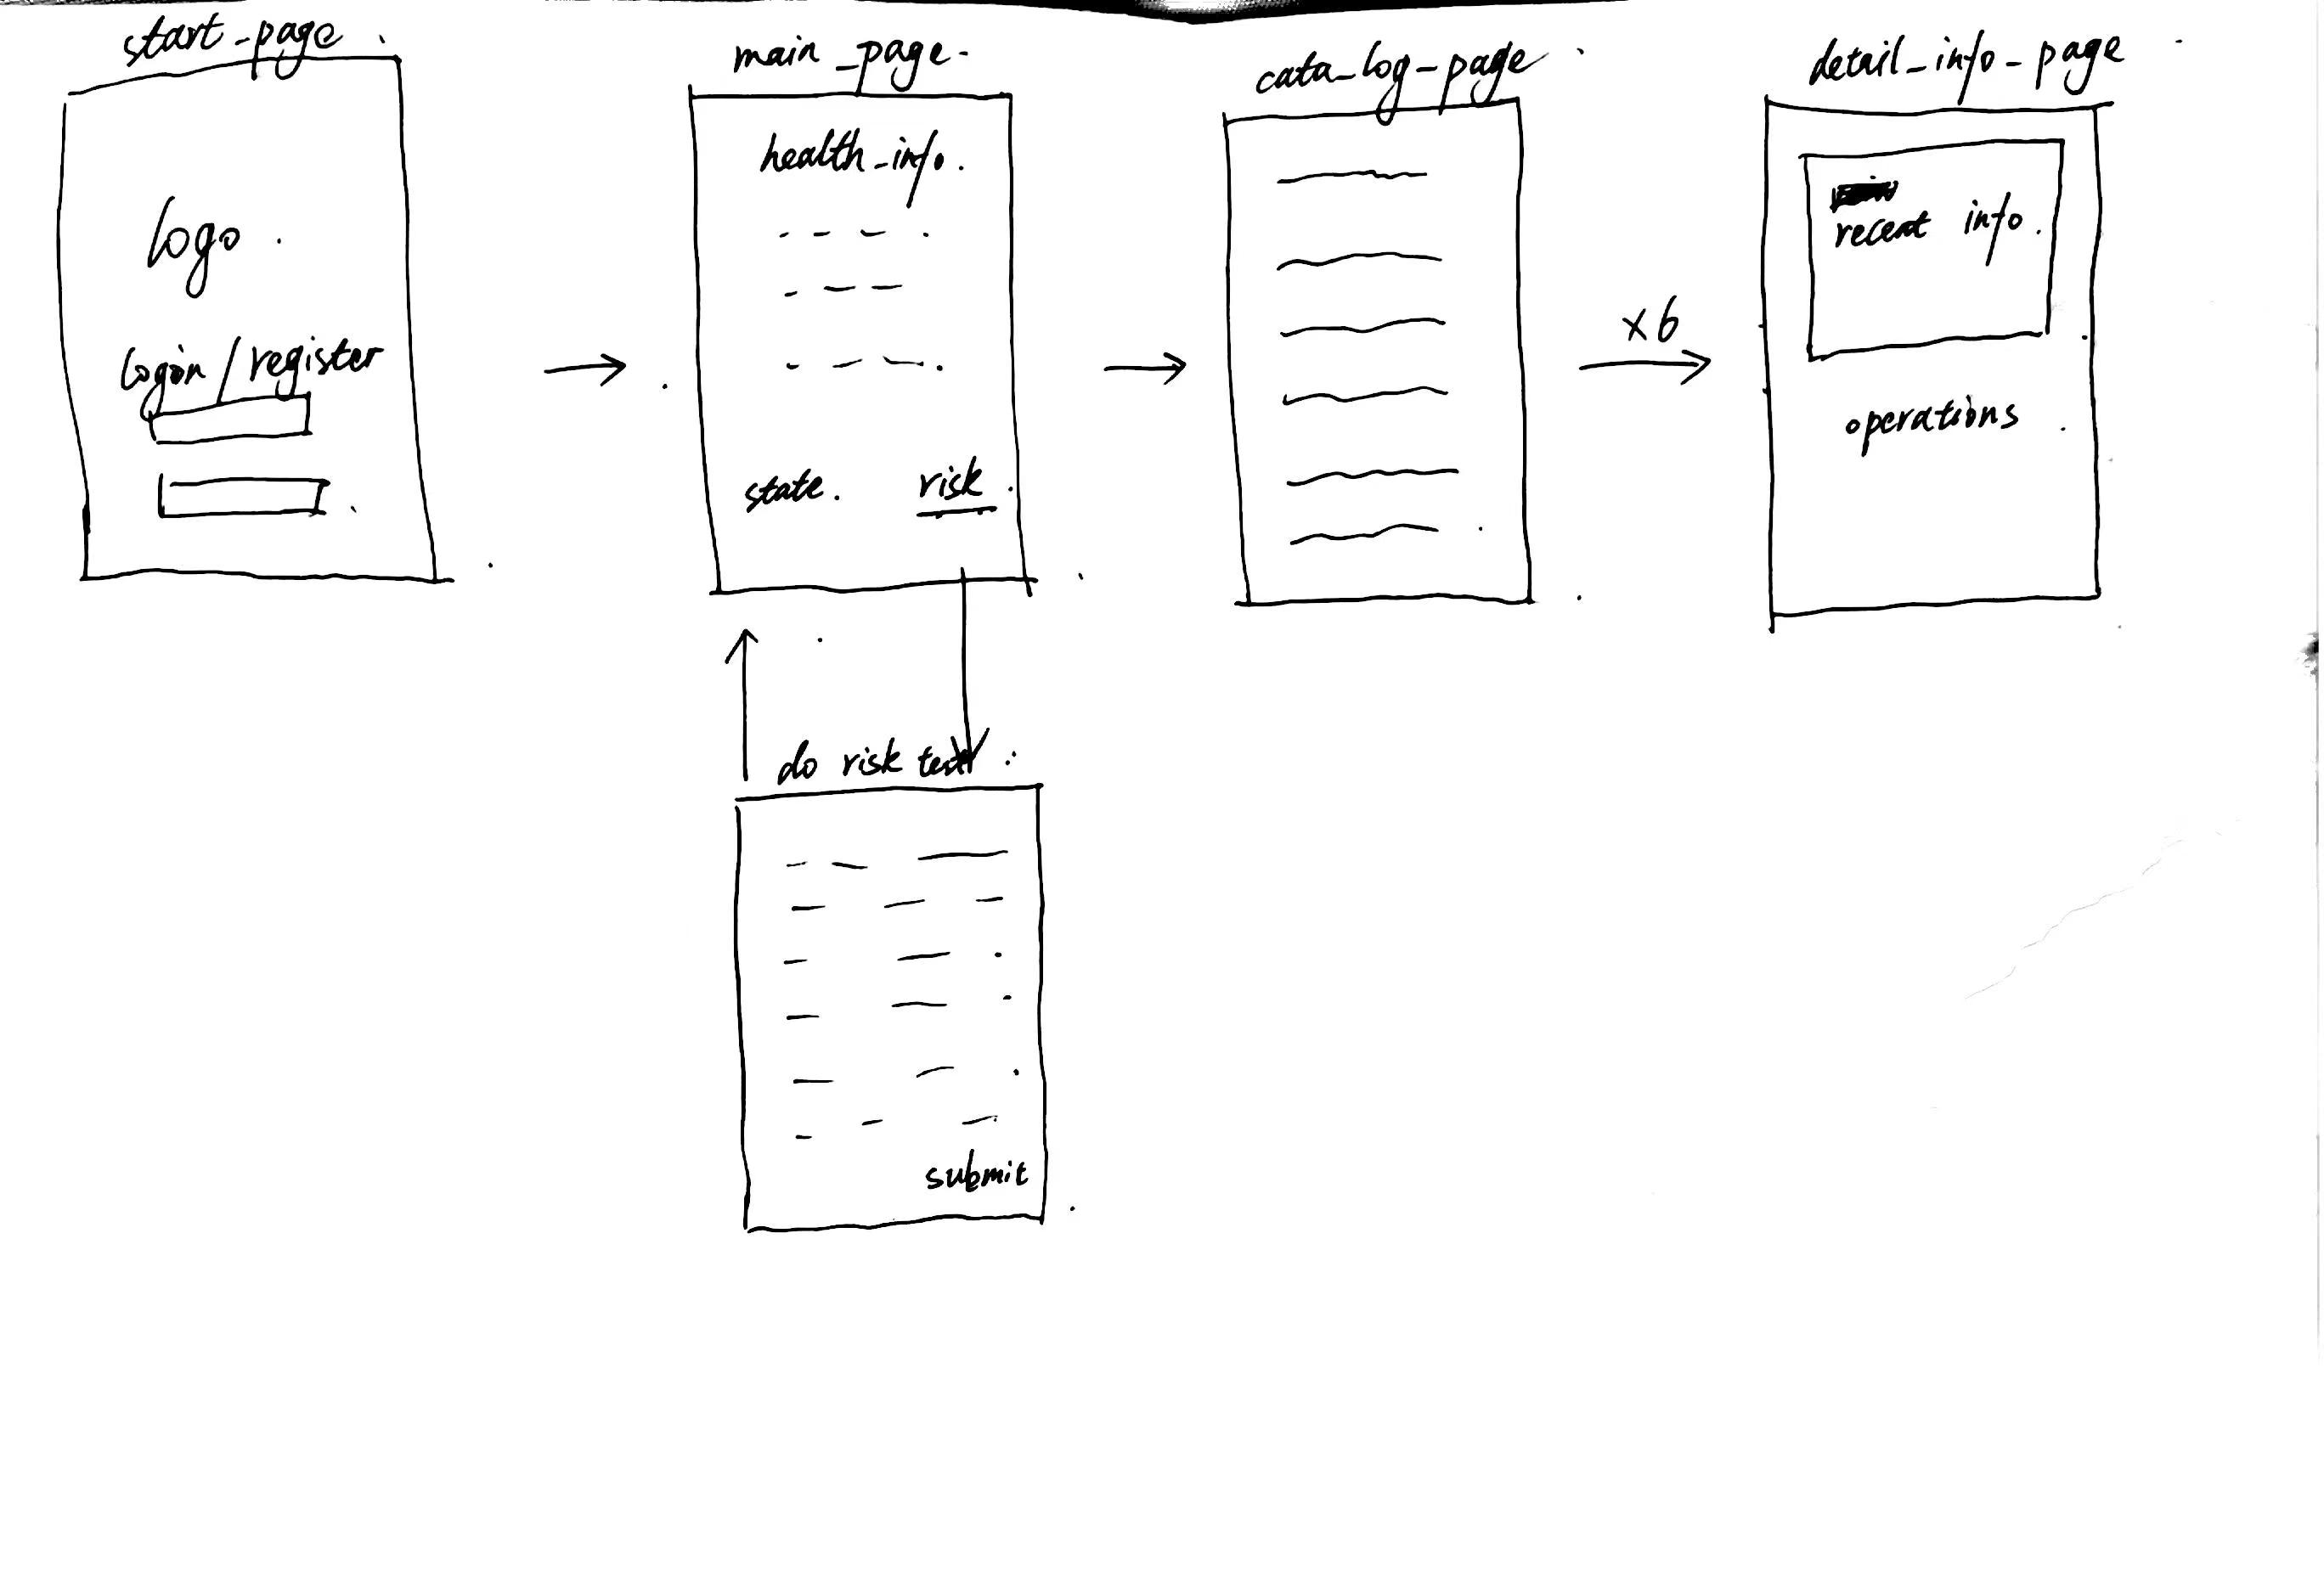 start_page
logo
login/register
main_page
health_info
state. risk
cata_log_page
x6
detail_info_page
recent info
operations
do risk test
submit